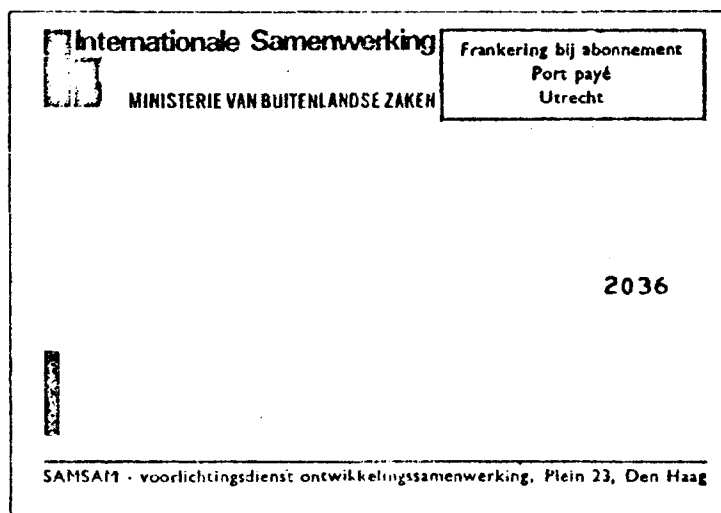 Internationale Samenwerking
MINISTERIE VAN BUITENLANDSE ZAKEN
Frankering bij abonnement
Port payé
Utrecht
2036
SAMSAM - voorlichtingsdienst ontwikkelingssamenwerking, Plein 23, Den Haag